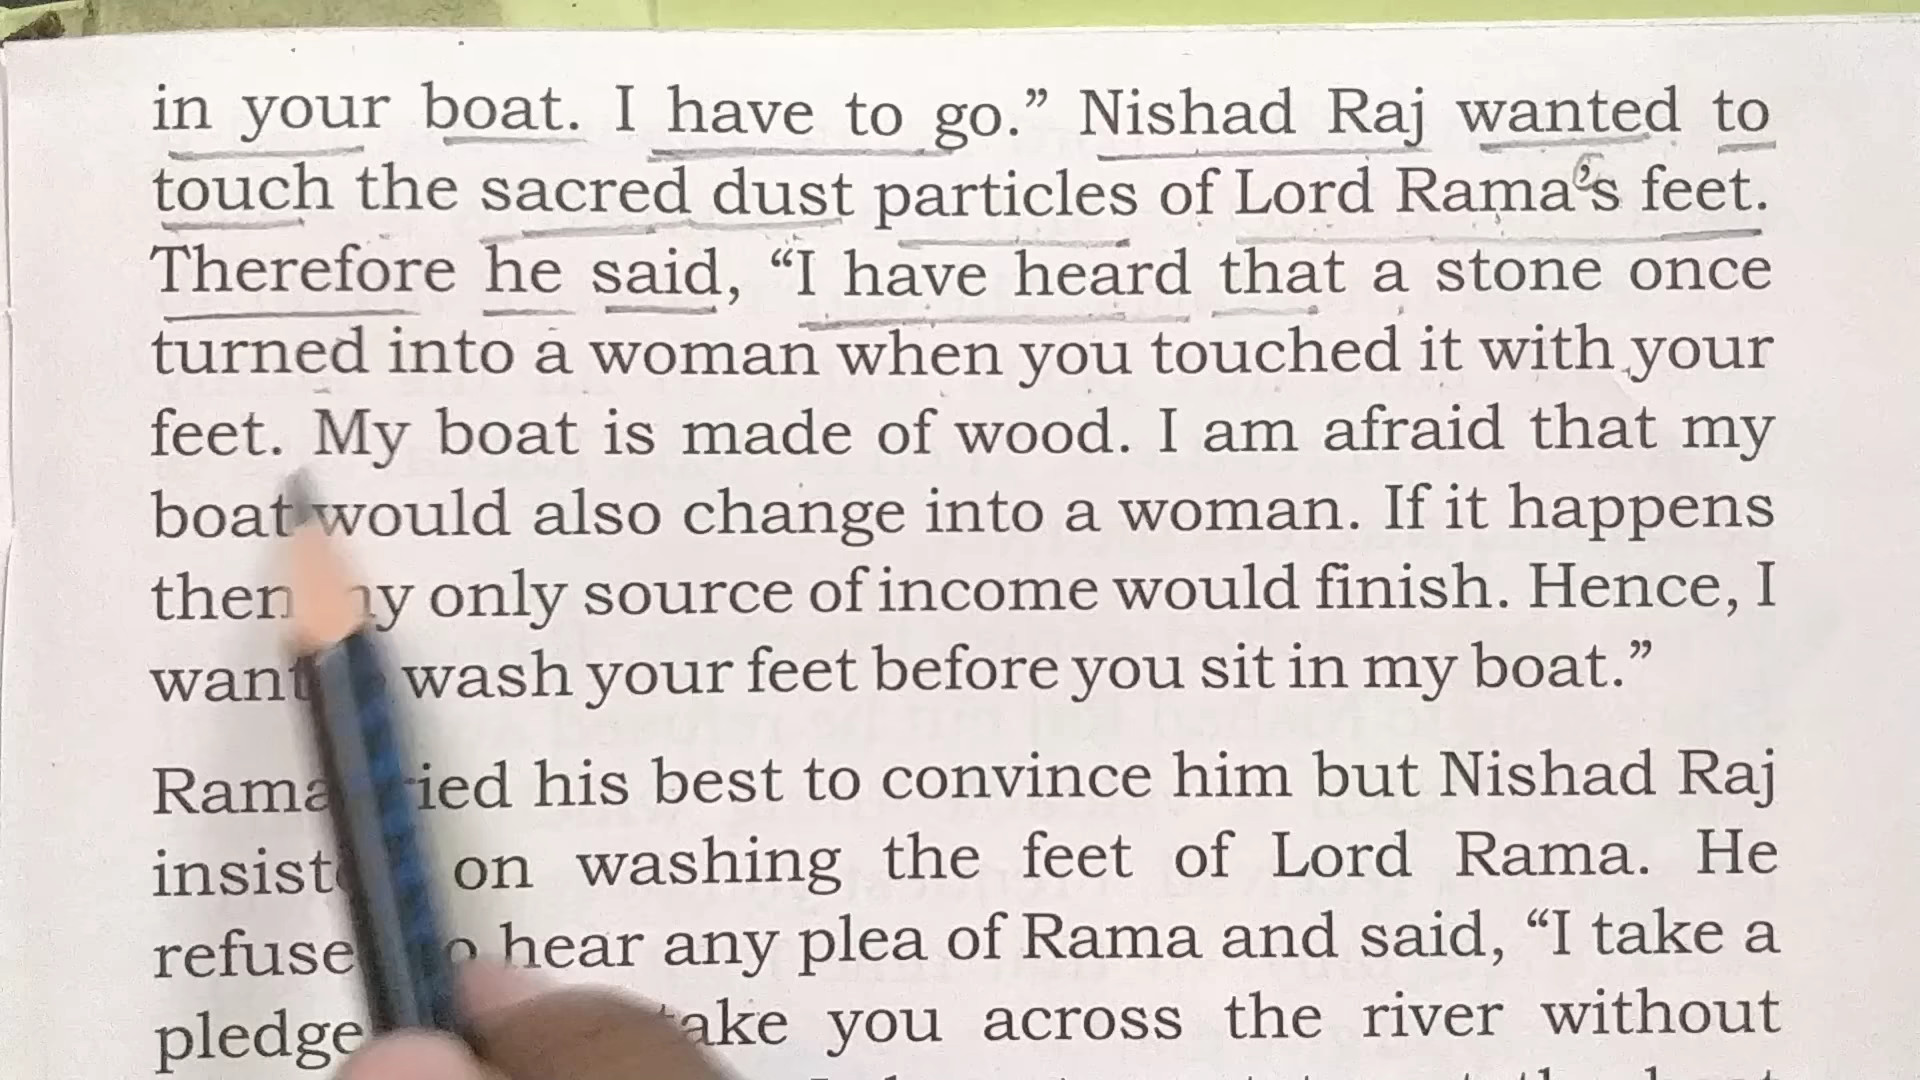 in your boat. I have to go.” Nishad Raj wanted to
touch the sacred dust particles of Lord Rama’s feet.
Therefore he said, “I have heard that a stone once
turned into a woman when you touched it with your
feet. My boat is made of wood. I am afraid that my
boat would also change into a woman. If it happens
then only source of income would finish. Hence, I
want wash your feet before you sit in my boat.”
Rama his best to convince him but Nishad Raj
on washing the feet of Lord Rama. He
hear any plea of Rama and said, “I take a
pledge you across the river without